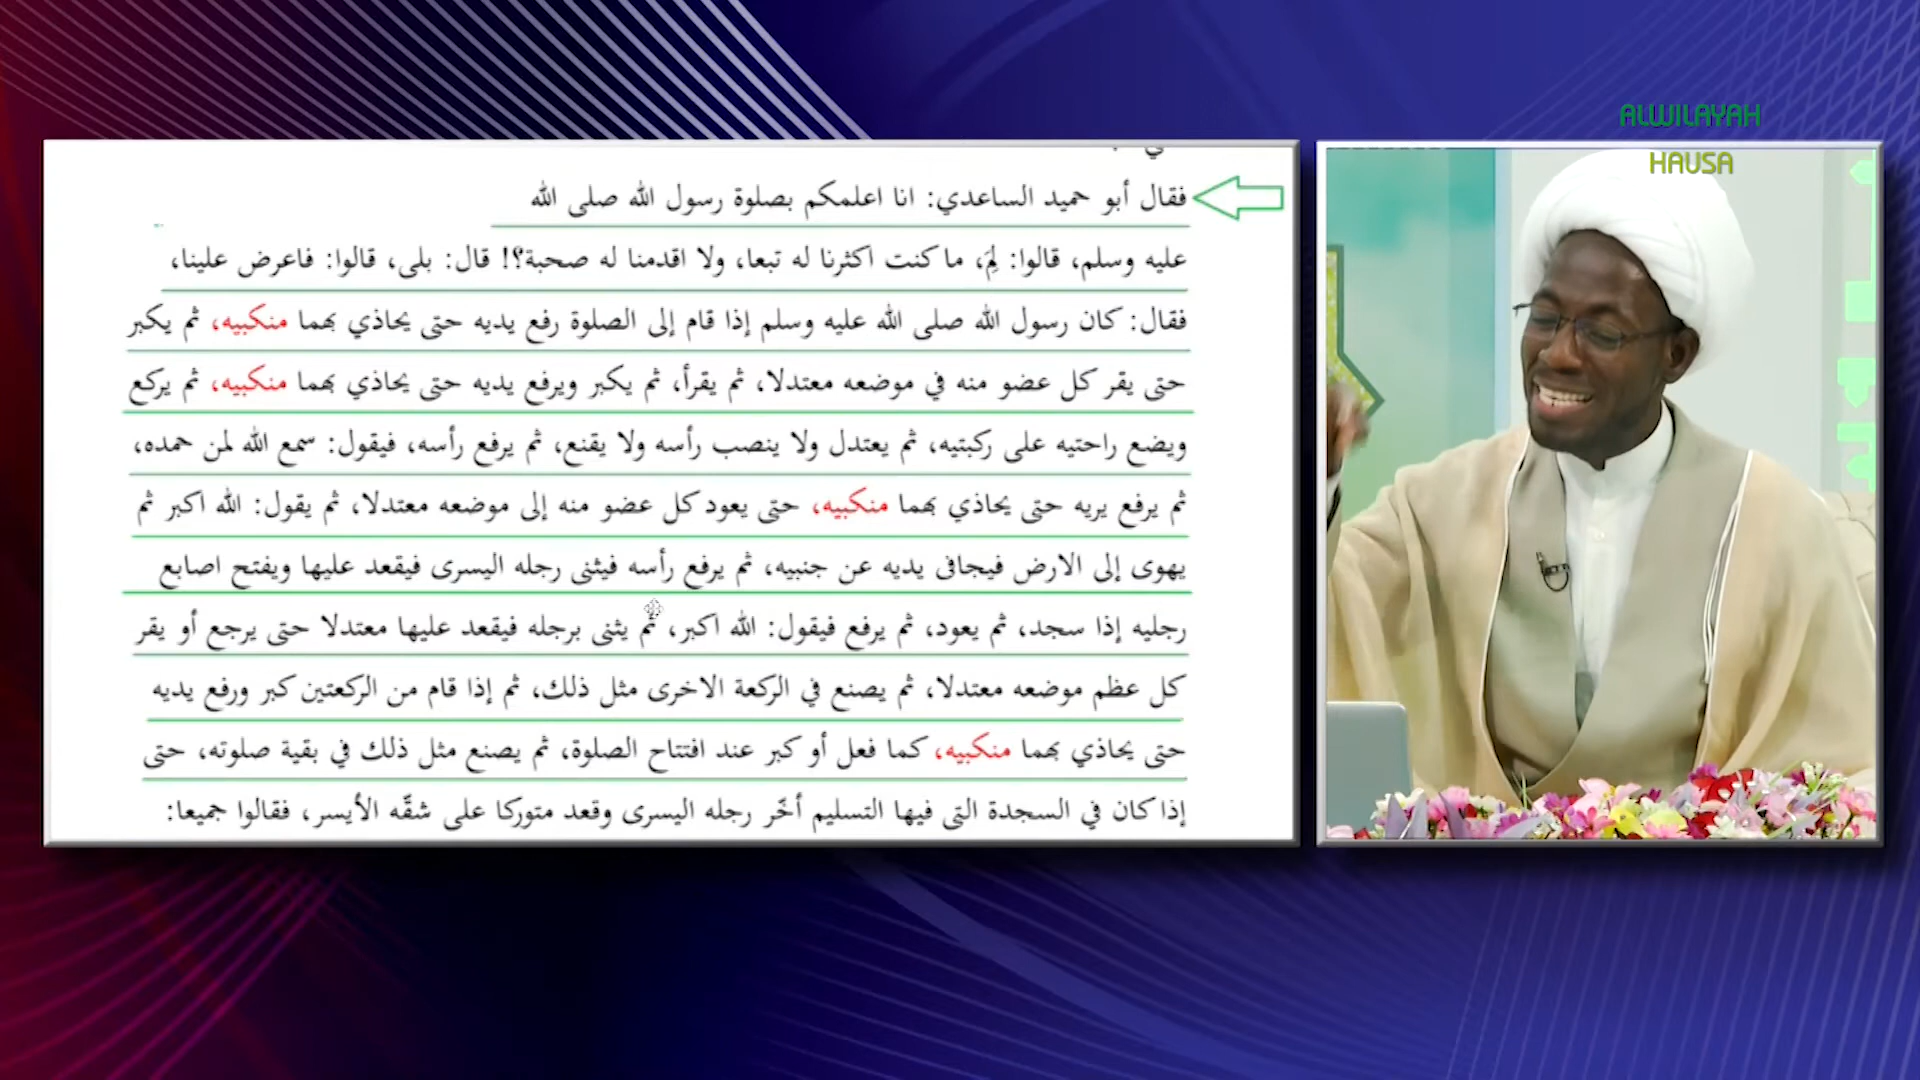 ALWILAYAH
HAUSA
فقال أبو حميد الساعدي: انا اعلمكم بصلوة رسول الله صلى الله
عليه وسلم، قالوا: لِمَ، ما كنت اكثرنا له تبعا، ولا اقدمنا له صحبة؟! قال: بلى، قالوا: فاعرض علينا،
فقال: كان رسول الله صلى الله عليه وسلم إذا قام إلى الصلوة رفع يديه حتى يحاذي بهما منكبيه، ثم يكبر
حتى يقر كل عضو منه في موضعه معتدلا، ثم يقرأ، ثم يكبر ويرفع يديه حتى يحاذي بهما منكبيه، ثم يركع
ويضع راحتيه على ركبتيه، ثم يعتدل ولا ينصب رأسه ولا يقنع، ثم يرفع رأسه، فيقول: سمع الله لمن حمده،
ثم يرفع يريه حتى يحاذي بهما منكبيه، حتى يعود كل عضو منه إلى موضعه معتدلا، ثم يقول: الله اكبر ثم
يهوى إلى الارض فيجافى يديه عن جنبيه، ثم يرفع رأسه فيثنى رجله اليسرى فيقعد عليها ويفتح اصابع
رجليه إذا سجد، ثم يعود، ثم يرفع فيقول: الله اكبر، ثم يثنى برجله فيقعد عليها معتدلا حتى يرجع أو يقر
كل عظم موضعه معتدلا، ثم يصنع في الركعة الاخرى مثل ذلك، ثم إذا قام من الركعتين كبر ورفع يديه
حتى يحاذي بهما منكبيه، كما فعل أو كبر عند افتتاح الصلوة، ثم يصنع مثل ذلك في بقية صلوته، حتى
إذا كان في السجدة التى فيها التسليم أخّر رجله اليسرى وقعد متوركا على شقّه الأيسر، فقالوا جميعا: